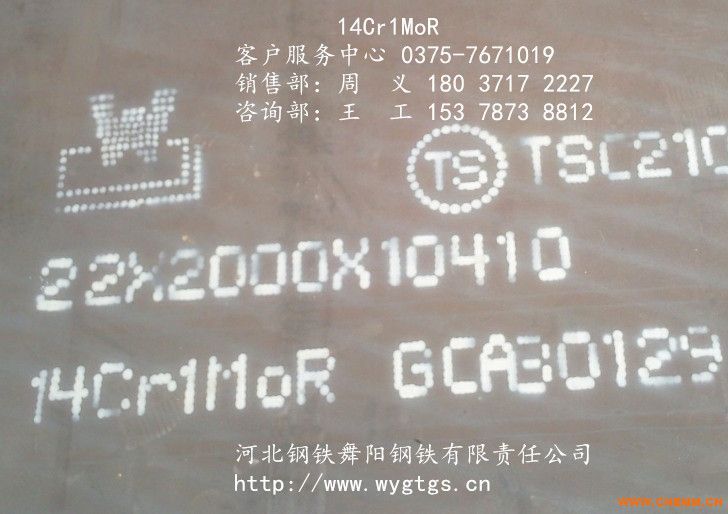 14Cr1MoR
客户服务中心 0375-7671019
销售部：周　义 180 3717 2227
咨询部：王　工 153 7873 8812
TS TSC210
22X2000X10410
14Cr1MoR GCA30129
河北钢铁舞阳钢铁有限责任公司
http://www.wygtgs.cn